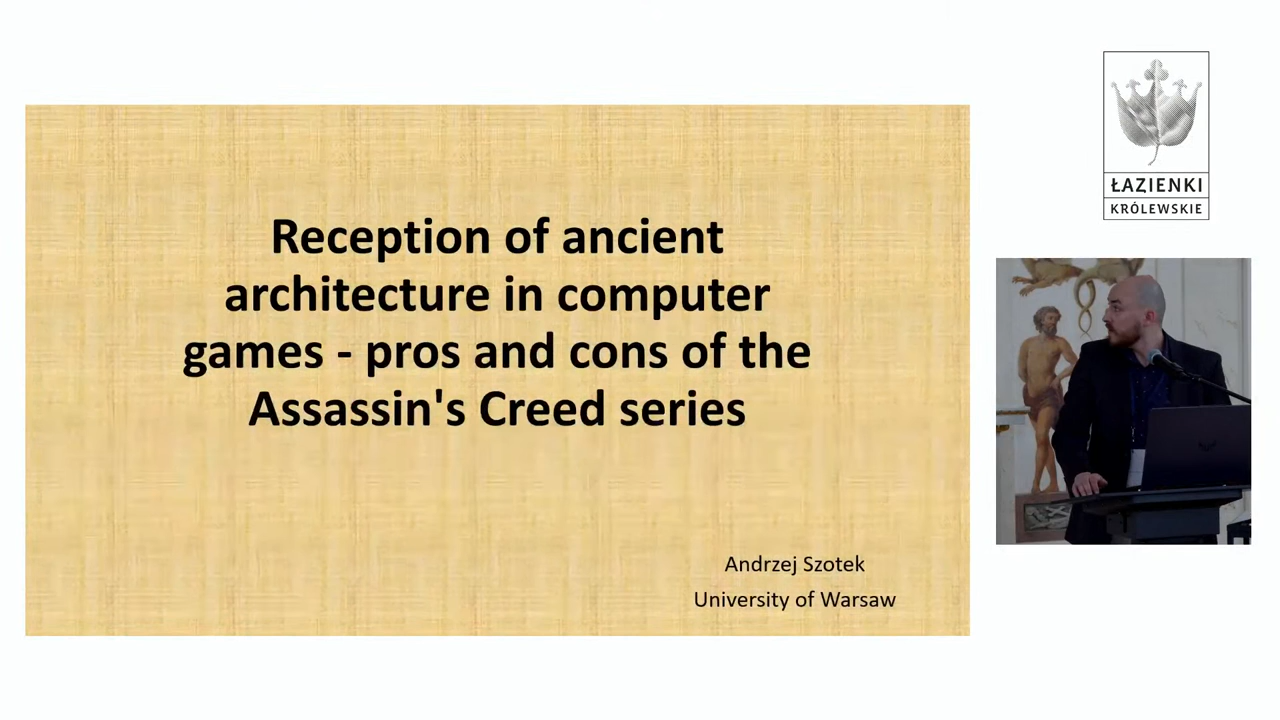 Reception of ancient
architecture in computer
games - pros and cons of the
Assassin's Creed series
Andrzej Szotek
University of Warsaw
ŁAZIENKI
KRÓLEWSKIE